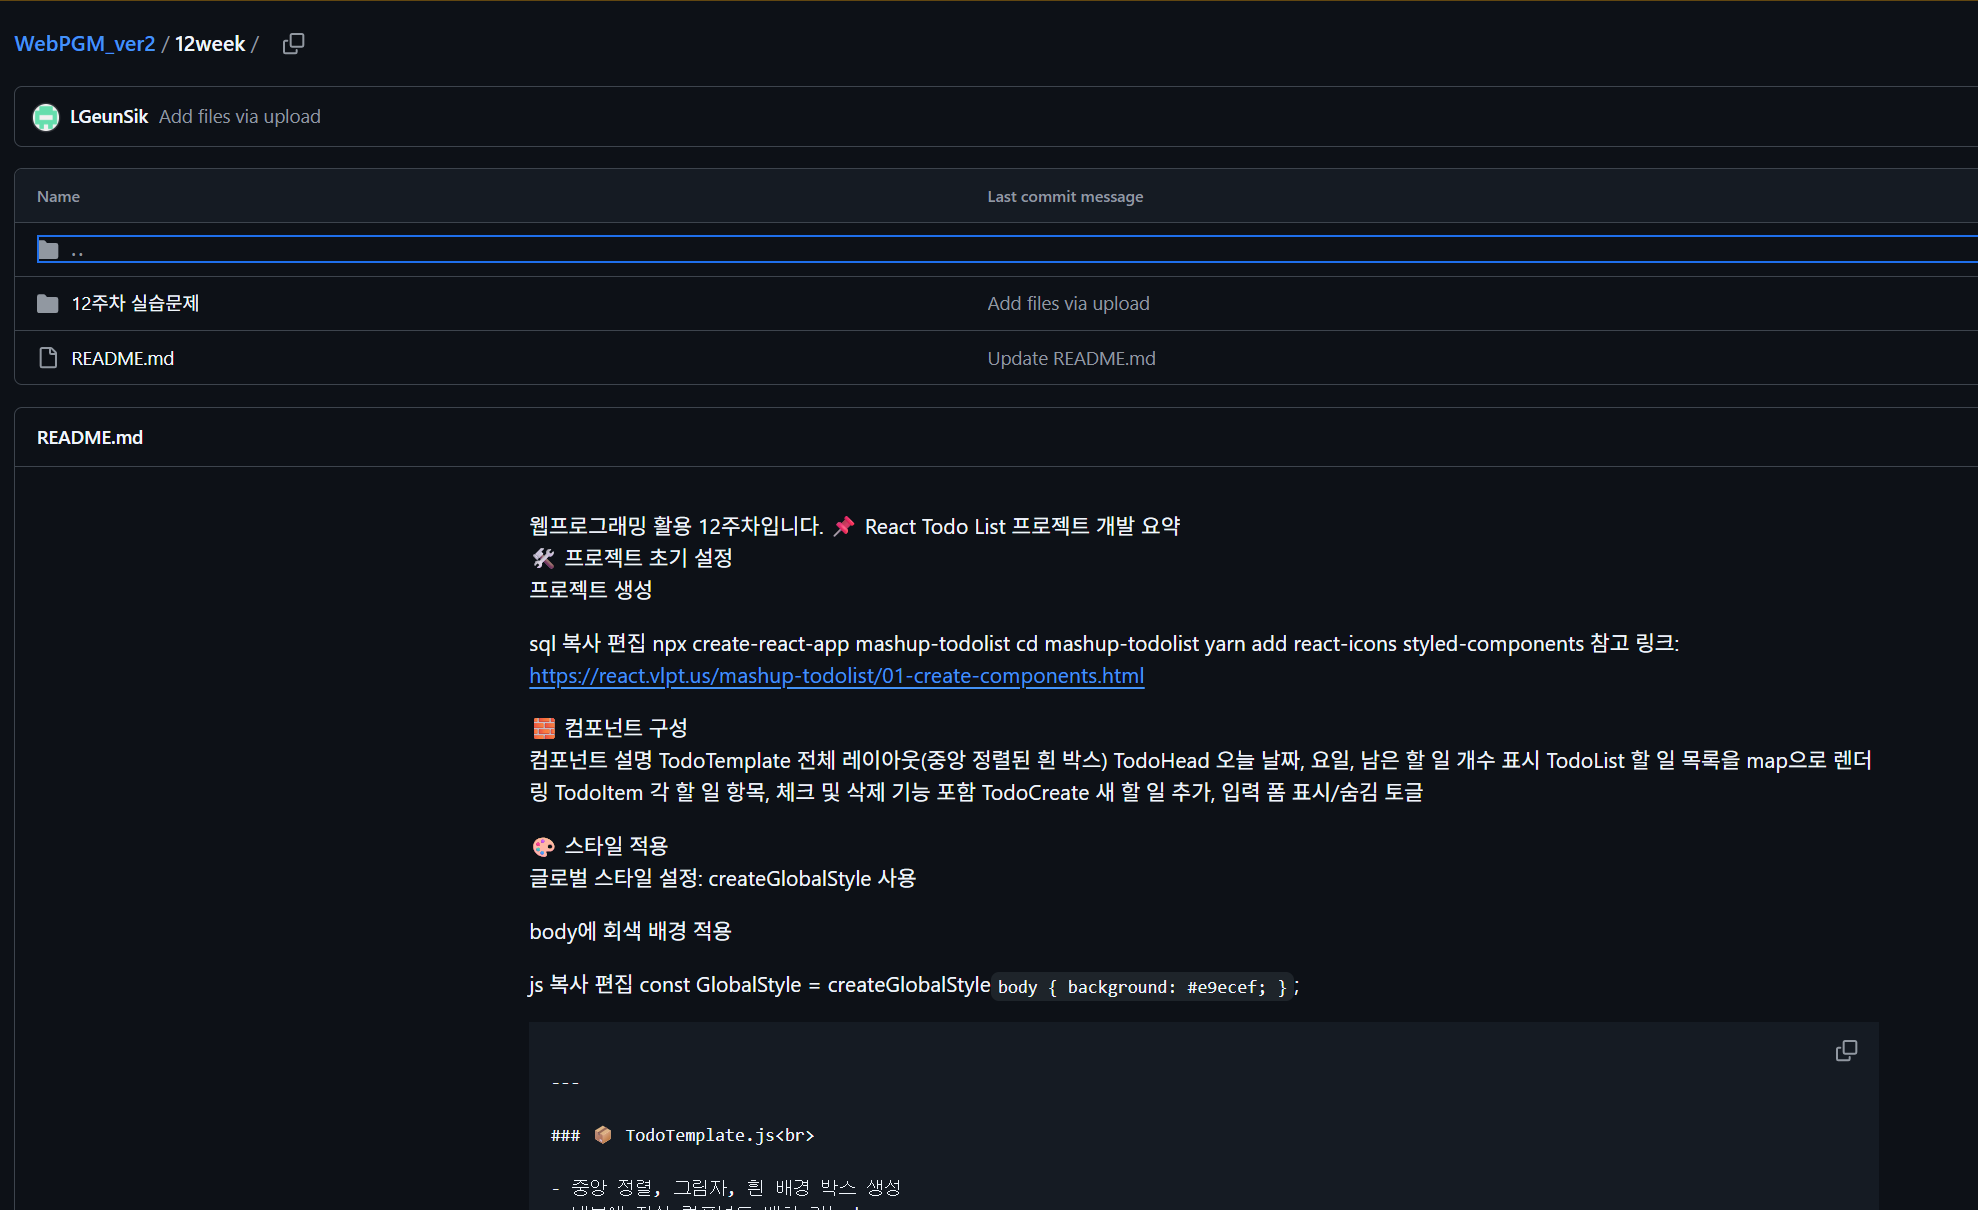 WebPGM_ver2 / 12week /
LGeunSik Add files via upload
Name Last commit message
..
12주차 실습문제 Add files via upload
README.md Update README.md
README.md
웹프로그래밍 활용 12주차입니다. 📌 React Todo List 프로젝트 개발 요약
🛠 프로젝트 초기 설정
프로젝트 생성
sql 복사 편집 npx create-react-app mashup-todolist cd mashup-todolist yarn add react-icons styled-components 참고 링크:
https://react.vlpt.us/mashup-todolist/01-create-components.html
🧱 컴포넌트 구성
컴포넌트 설명 TodoTemplate 전체 레이아웃(중앙 정렬된 흰 박스) TodoHead 오늘 날짜, 요일, 남은 할 일 개수 표시 TodoList 할 일 목록을 map으로 렌더
링 TodoItem 각 할 일 항목, 체크 및 삭제 기능 포함 TodoCreate 새 할 일 추가, 입력 폼 표시/숨김 토글
🎨 스타일 적용
글로벌 스타일 설정: createGlobalStyle 사용
body에 회색 배경 적용
js 복사 편집 const GlobalStyle = createGlobalStyle body { background: #e9ecef; } ;
---
### 📦 TodoTemplate.js<br>
- 중앙 정렬, 그림자, 흰 배경 박스 생성